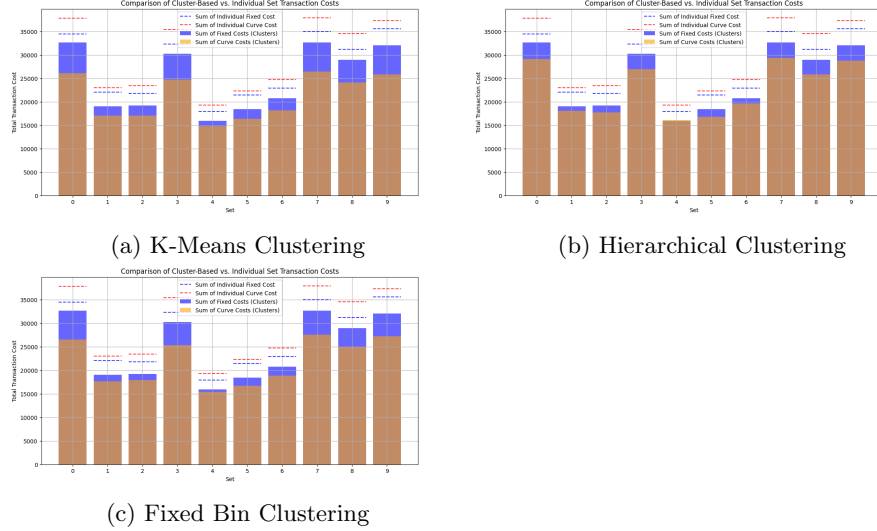 Comparison of Cluster-Based vs. Individual Set Transaction Costs
Total Transaction Cost
35000
30000
25000
20000
15000
10000
5000
0
Sum of Individual Fixed Cost
Sum of Individual Curve Cost
Sum of Fixed Costs (Clusters)
Sum of Curve Costs (Clusters)
0 1 2 3 4 5 6 7 8 9
Set
(a) K-Means Clustering
Comparison of Cluster-Based vs. Individual Set Transaction Costs
Total Transaction Cost
35000
30000
25000
20000
15000
10000
5000
0
Sum of Individual Fixed Cost
Sum of Individual Curve Cost
Sum of Fixed Costs (Clusters)
Sum of Curve Costs (Clusters)
0 1 2 3 4 5 6 7 8 9
Set
(b) Hierarchical Clustering
Comparison of Cluster-Based vs. Individual Set Transaction Costs
Total Transaction Cost
35000
30000
25000
20000
15000
10000
5000
0
Sum of Individual Fixed Cost
Sum of Individual Curve Cost
Sum of Fixed Costs (Clusters)
Sum of Curve Costs (Clusters)
0 1 2 3 4 5 6 7 8 9
Set
(c) Fixed Bin Clustering